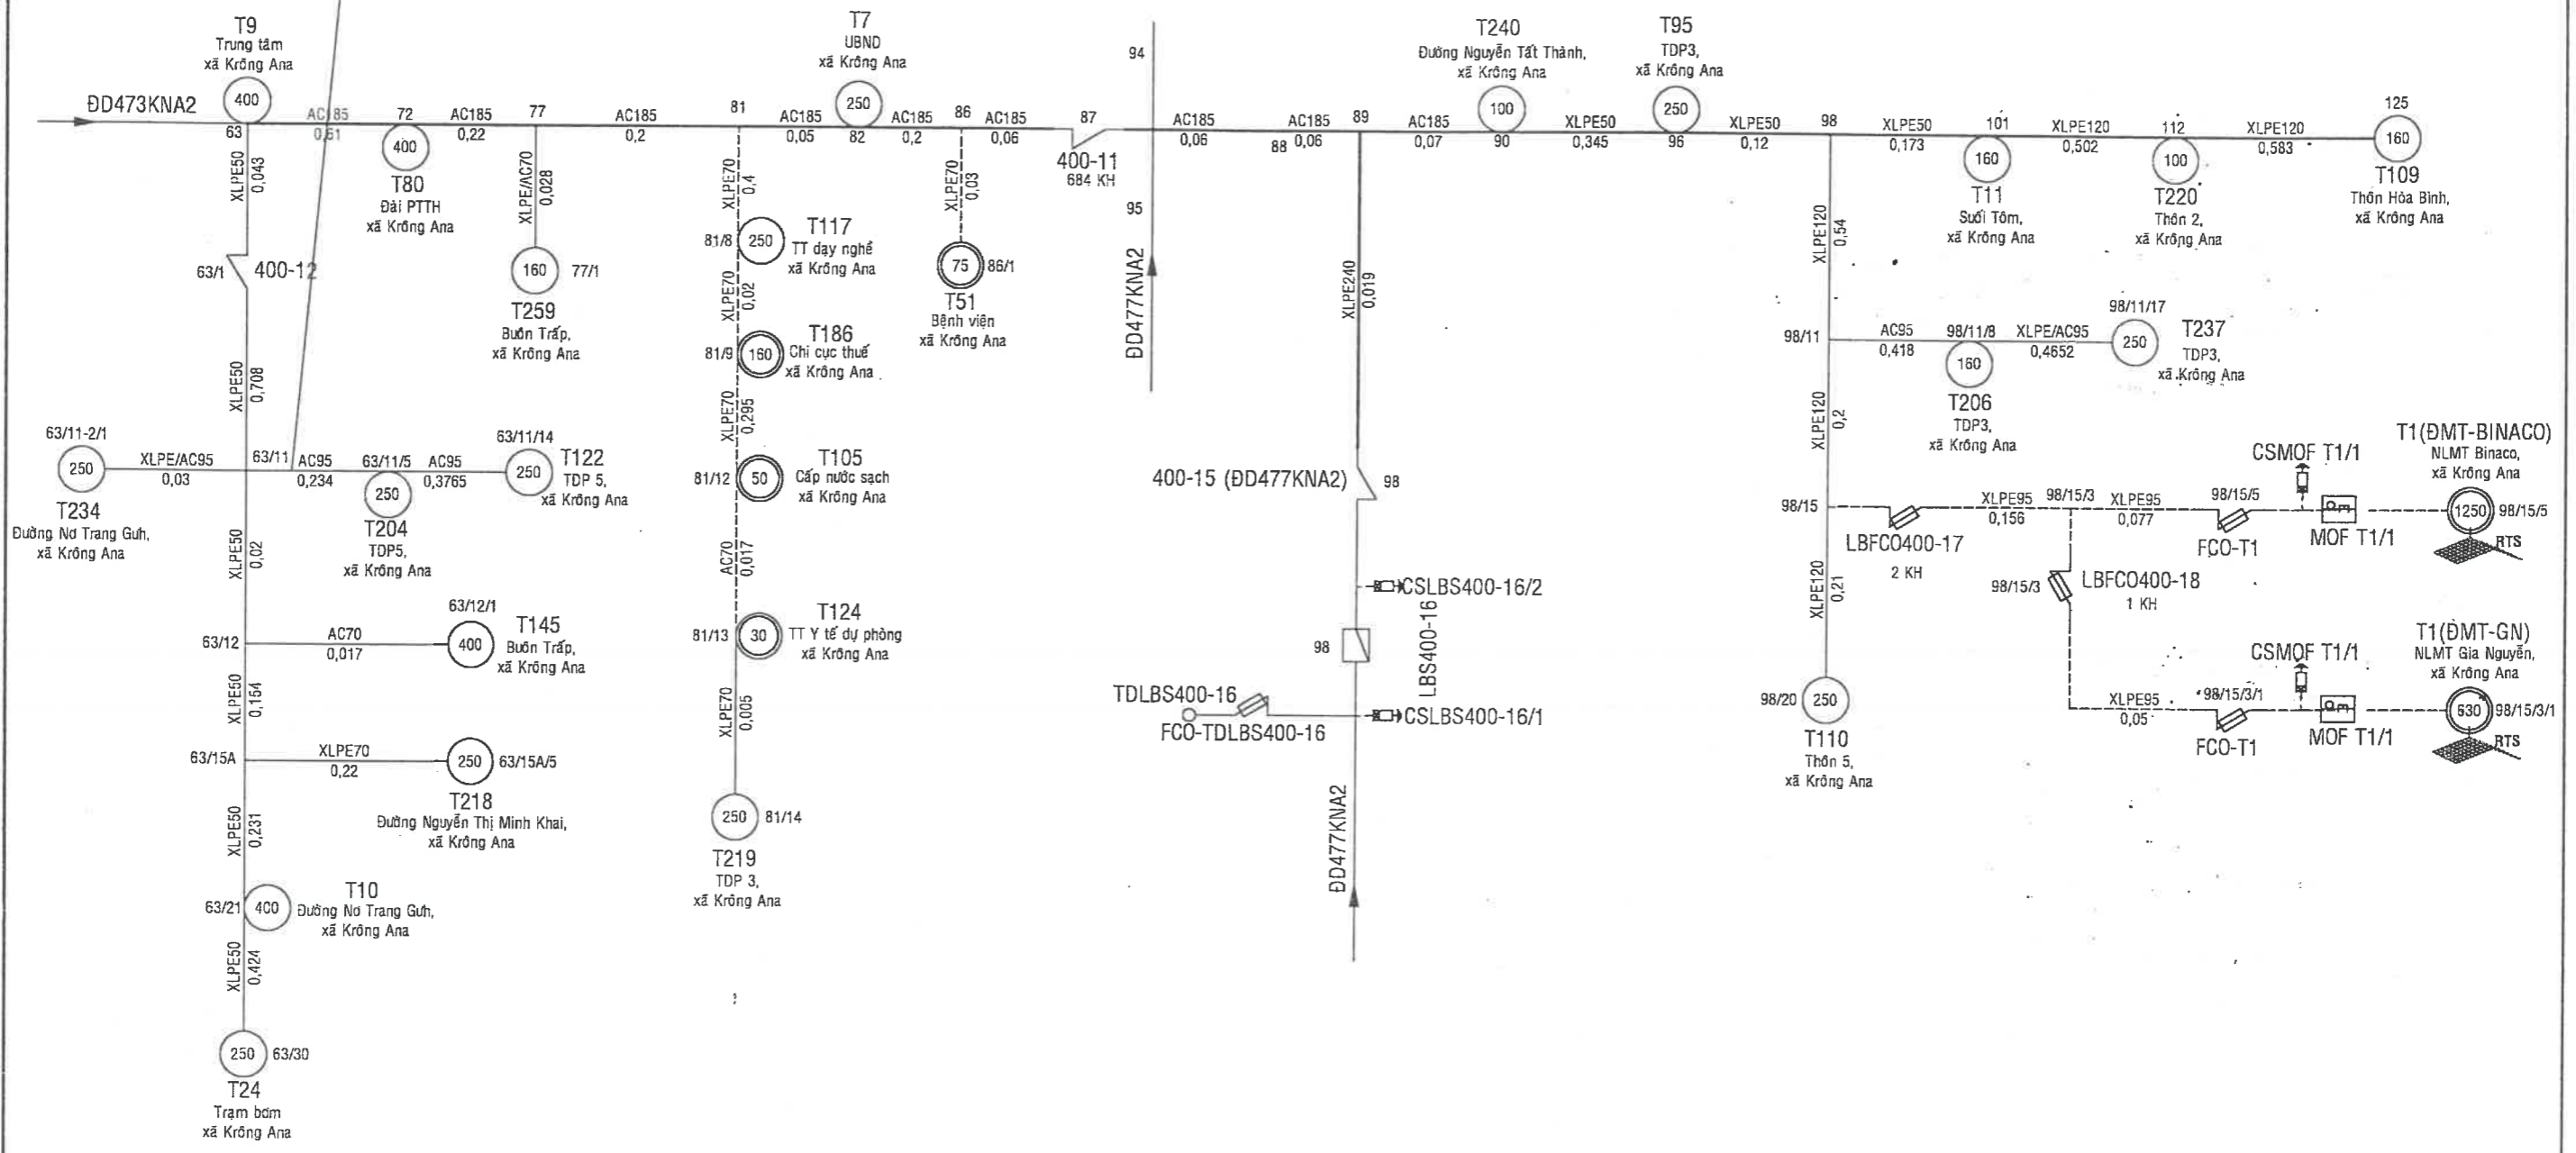 T9
Trung tâm
xã Krông Ana
400
ĐD473KNA2
63
AC185
0,61
72
400
T80
Đài PTTH
xã Krông Ana
AC185
0,22
77
XLPE/AC70
0,028
160
77/1
T259
Buôn Trấp,
xã Krông Ana
AC185
0,2
81
AC185
0,05
T7
UBND
xã Krông Ana
250
82
AC185
0,2
86
AC185
0,06
87
400-11
684 KH
XLPE70
0,03
75
86/1
T51
Bệnh viện
xã Krông Ana
94
95
ĐD477KNA2
AC185
0,06
88
AC185
0,06
89
AC185
0,07
T240
Đường Nguyễn Tất Thành,
xã Krông Ana
100
90
XLPE50
0,345
T95
TDP3,
xã Krông Ana
250
96
XLPE50
0,12
98
XLPE50
0,173
101
160
T11
Suối Tôm,
xã Krông Ana
XLPE120
0,502
112
100
T220
Thôn 2,
xã Krông Ana
XLPE120
0,583
125
160
T109
Thôn Hòa Bình,
xã Krông Ana
XLPE50
0,043
63/1
400-12
XLPE50
0,708
63/11-2/1
250
XLPE/AC95
0,03
T234
Đường Nơ Trang Gưh,
xã Krông Ana
63/11
AC95
0,234
63/11/5
250
T204
TDP5,
xã Krông Ana
AC95
0,3765
63/11/14
250
T122
TDP 5,
xã Krông Ana
XLPE50
0,02
63/12
AC70
0,017
63/12/1
400
T145
Buôn Trấp,
xã Krông Ana
XLPE50
0,154
63/15A
XLPE70
0,22
250
63/15A/5
T218
Đường Nguyễn Thị Minh Khai,
xã Krông Ana
XLPE50
0,231
63/21
400
T10
Đường Nơ Trang Gưh,
xã Krông Ana
XLPE50
0,424
250
63/30
T24
Trạm bơm
xã Krông Ana
XLPE70
0,4
81/8
250
T117
TT dạy nghề
xã Krông Ana
XLPE70
0,02
81/9
160
T186
Chi cục thuế
xã Krông Ana
XLPE70
0,295
81/12
50
T105
Cấp nước sạch
xã Krông Ana
AC70
0,017
81/13
30
T124
TT Y tế dự phòng
xã Krông Ana
XLPE70
0,005
250
81/14
T219
TDP 3,
xã Krông Ana
XLPE240
0,019
400-15 (ĐD477KNA2)
98
CSLBS400-16/2
98
LBS400-16
TDLBS400-16
FCO-TDLBS400-16
CSLBS400-16/1
ĐD477KNA2
XLPE120
0,54
98/11
AC95
0,418
98/11/8
160
T206
TDP3,
xã Krông Ana
XLPE/AC95
0,4652
98/11/17
250
T237
TDP3,
xã Krông Ana
XLPE120
0,2
98/15
LBFCO400-17
2 KH
XLPE95
0,156
98/15/3
XLPE95
0,077
98/15/5
FCO-T1
CSMOF T1/1
MOF T1/1
T1(ĐMT-BINACO)
NLMT Binaco,
xã Krông Ana
1250
98/15/5
RTS
98/15/3
LBFCO400-18
1 KH
XLPE95
0,05
98/15/3/1
FCO-T1
CSMOF T1/1
MOF T1/1
T1(ĐMT-GN)
NLMT Gia Nguyễn,
xã Krông Ana
630
98/15/3/1
RTS
XLPE120
0,21
98/20
250
T110
Thôn 5,
xã Krông Ana